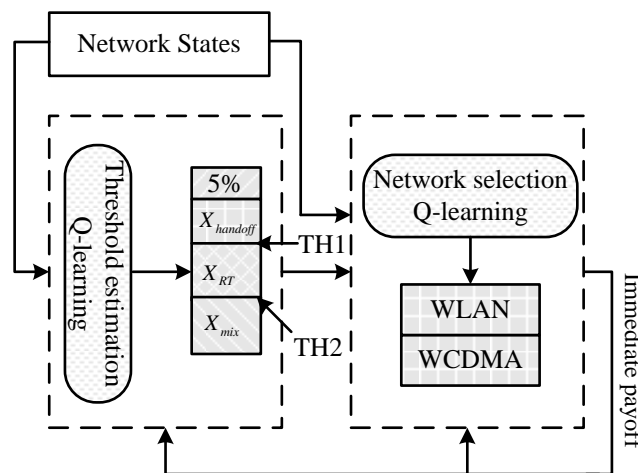 Network States
Threshold estimation
Q-learning
5%
X_handoff
X_RT
X_mix
TH1
TH2
Network selection
Q-learning
WLAN
WCDMA
Immediate payoff